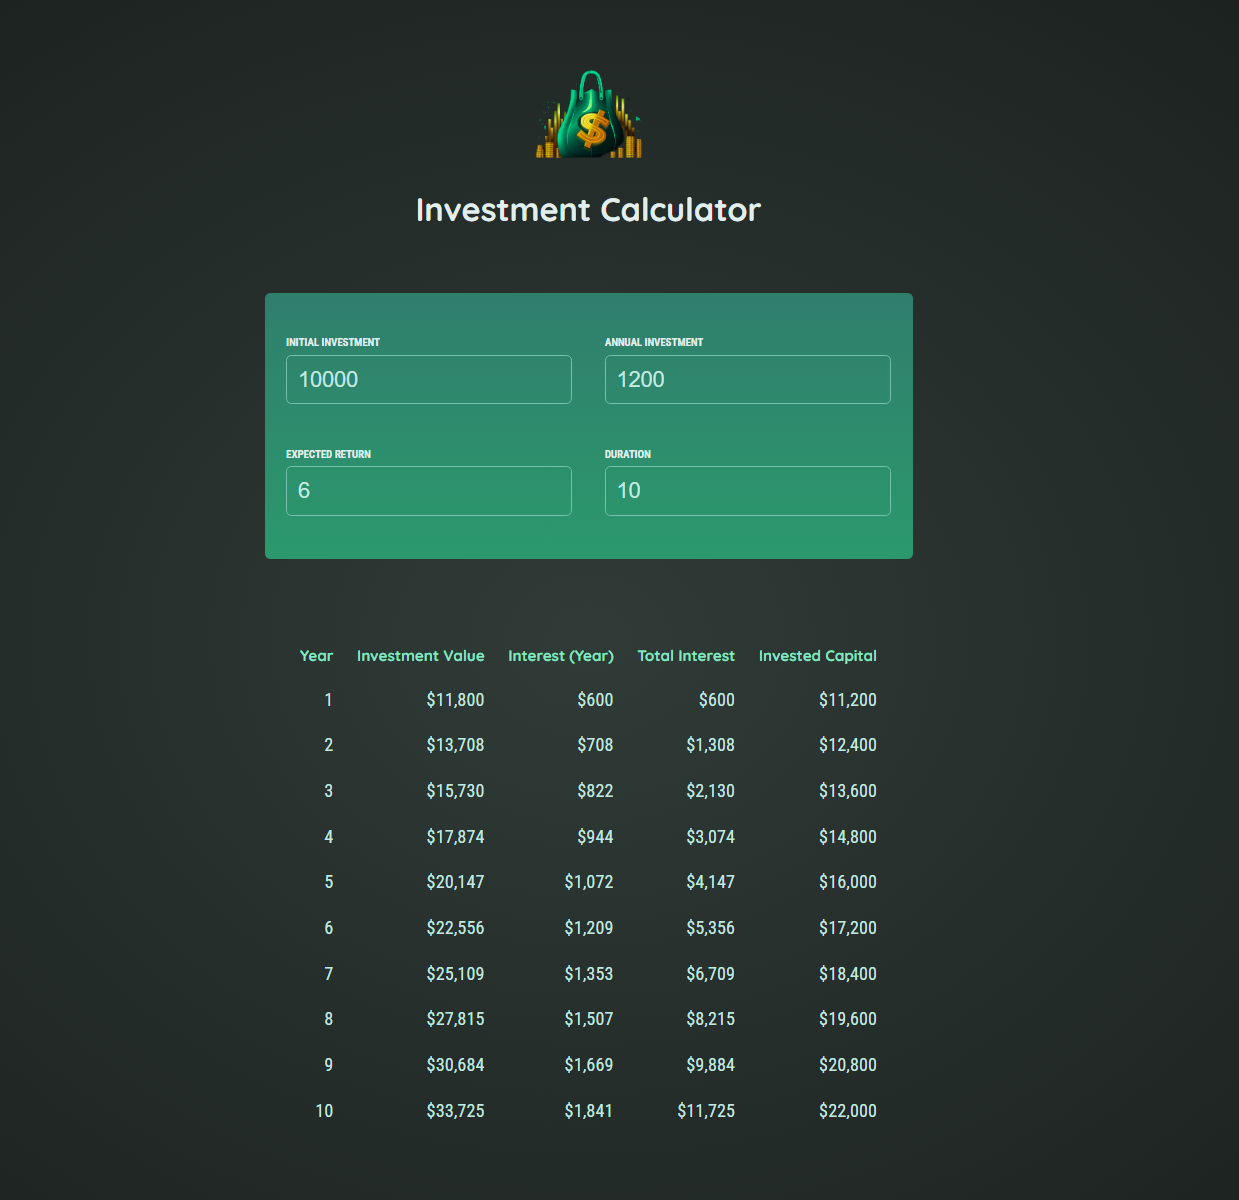 $
Investment Calculator
INITIAL INVESTMENT ANNUAL INVESTMENT
10000 1200
EXPECTED RETURN DURATION
6 10
Year Investment Value Interest (Year) Total Interest Invested Capital
1 $11,800 $600 $600 $11,200
2 $13,708 $708 $1,308 $12,400
3 $15,730 $822 $2,130 $13,600
4 $17,874 $944 $3,074 $14,800
5 $20,147 $1,072 $4,147 $16,000
6 $22,556 $1,209 $5,356 $17,200
7 $25,109 $1,353 $6,709 $18,400
8 $27,815 $1,507 $8,215 $19,600
9 $30,684 $1,669 $9,884 $20,800
10 $33,725 $1,841 $11,725 $22,000